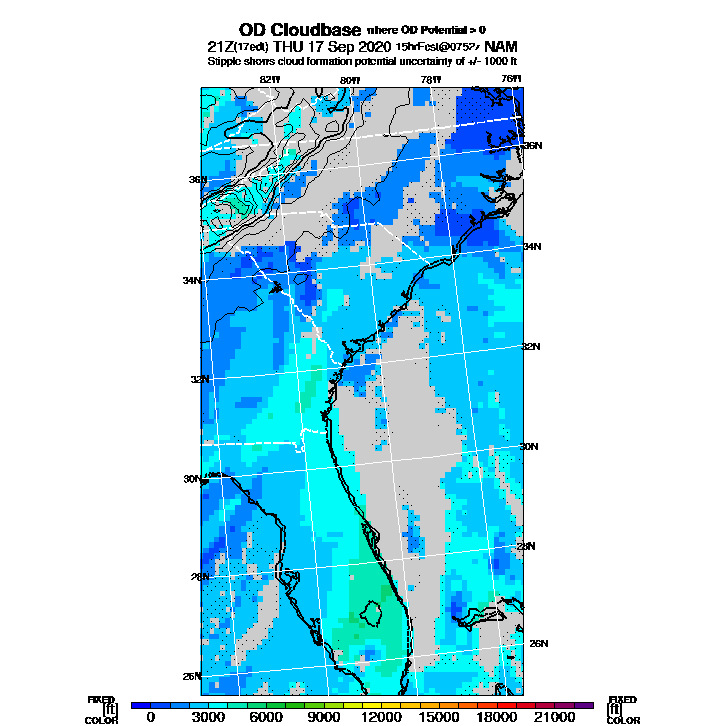 OD Cloudbase where OD Potential > 0
21Z(17edt) THU 17 Sep 2020 15hrFcst@0752z NAM
Stipple shows cloud formation potential uncertainty of +/- 1000 ft
82W 80W 78W 76W
36N
36N
34N
34N
32N
32N
30N
30N
28N
28N
26N
26N
FIXED FIXED
[ft] [ft]
COLOR 0 3000 6000 9000 12000 15000 18000 21000 COLOR